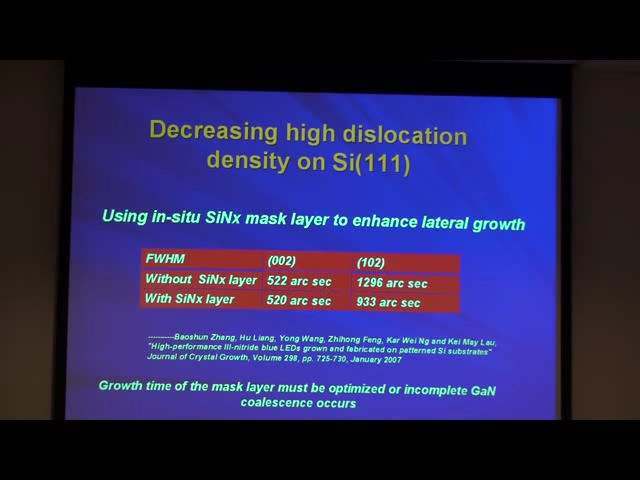 Decreasing high dislocation
density on Si(111)
Using in-situ SiNx mask layer to enhance lateral growth
FWHM (002) (102)
Without SiNx layer 522 arc sec 1296 arc sec
With SiNx layer 520 arc sec 933 arc sec
-----------Baoshun Zhang, Hu Liang, Yong Wang, Zhihong Feng, Kar Wei Ng and Kei May Lau,
"High-performance III-nitride blue LEDs grown and fabricated on patterned Si substrates"
Journal of Crystal Growth, Volume 298, pp. 725-730, January 2007
Growth time of the mask layer must be optimized or incomplete GaN
coalescence occurs